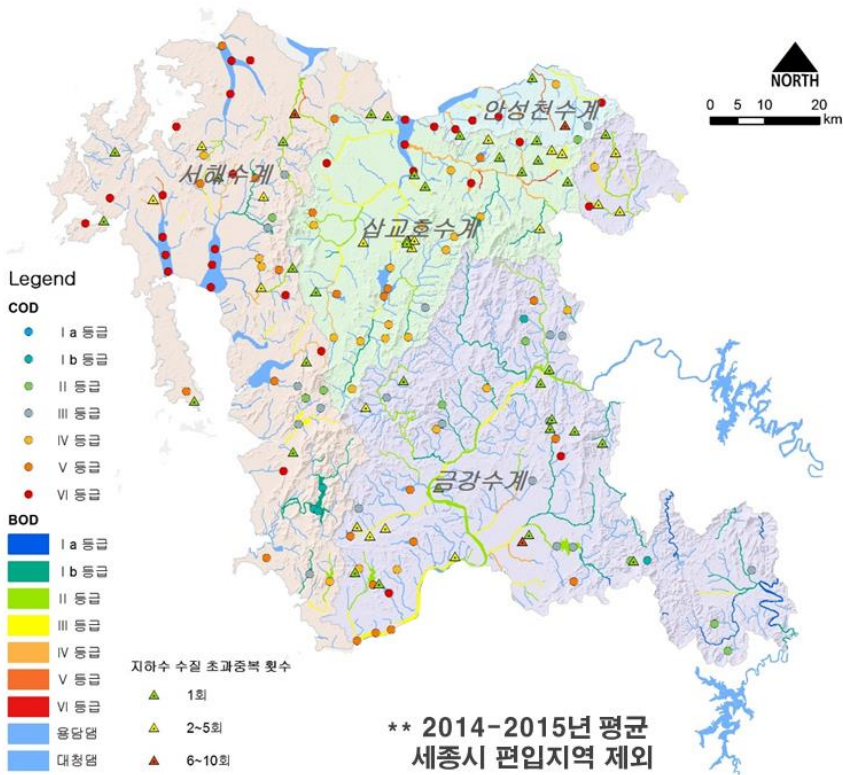 안성천수계
NORTH
0 5 10 20
km
서해수계
삽교호수계
Legend
COD
Ⅰa 등급
Ⅰb 등급
Ⅱ 등급
Ⅲ 등급
Ⅳ 등급
Ⅴ 등급
Ⅵ 등급
금강수계
BOD
Ⅰa 등급
Ⅰb 등급
Ⅱ 등급
Ⅲ 등급
Ⅳ 등급
Ⅴ 등급
Ⅵ 등급
용담댐
대청댐
지하수 수질 초과중복 횟수
1회
2~5회
6~10회
** 2014-2015년 평균
세종시 편입지역 제외